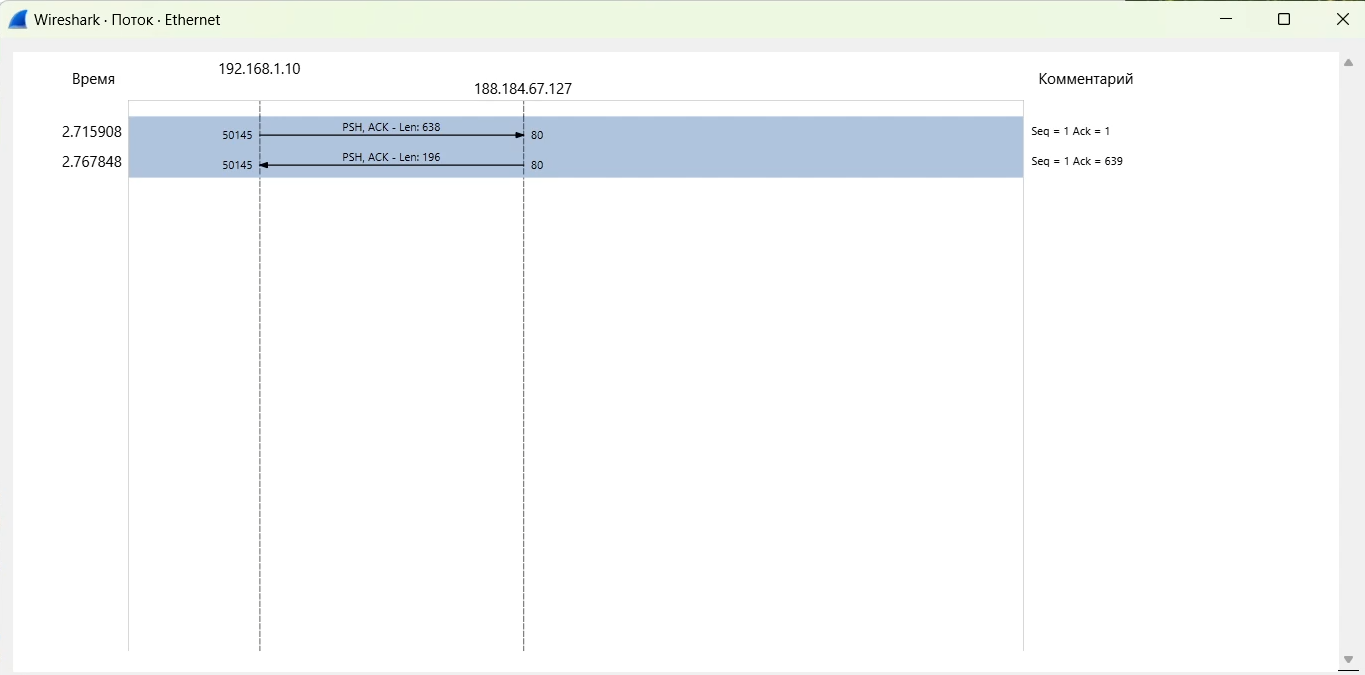 Wireshark · Поток · Ethernet
192.168.1.10
Время
Комментарий
188.184.67.127
PSH, ACK - Len: 638
2.715908
50145
80
Seq = 1 Ack = 1
PSH, ACK - Len: 196
2.767848
50145
80
Seq = 1 Ack = 639